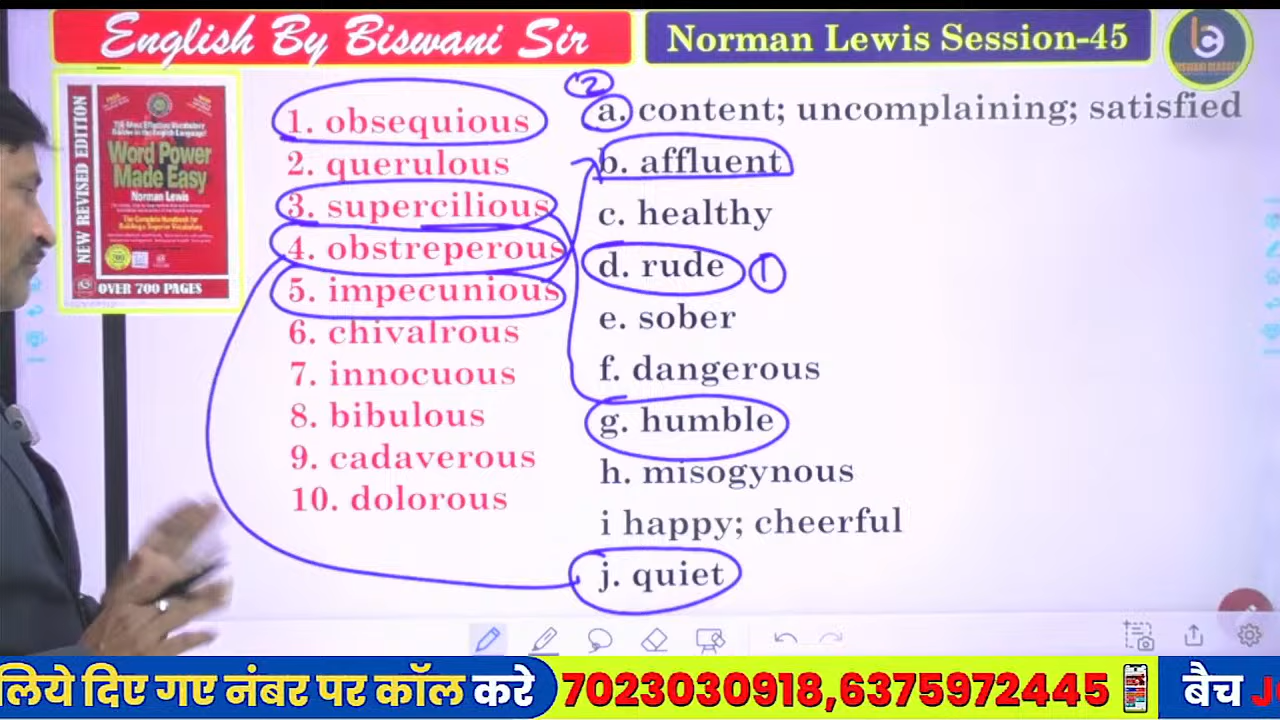 English By Biswani Sir
Norman Lewis Session-45
NEW REVISED EDITION
Word Power
Made Easy
Norman Lewis
OVER 700 PAGES
1. obsequious
2. querulous
3. supercilious
4. obstreperous
5. impecunious
6. chivalrous
7. innocuous
8. bibulous
9. cadaverous
10. dolorous
2
a. content; uncomplaining; satisfied
b. affluent
c. healthy
d. rude 1
e. sober
f. dangerous
g. humble
h. misogynous
i happy; cheerful
j. quiet
लिये दिए गए नंबर पर कॉल करे
7023030918,6375972445
बैच